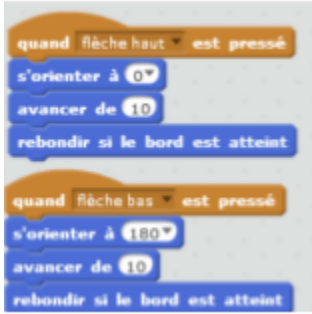 quand flèche haut est pressé
s'orienter à 0
avancer de 10
rebondir si le bord est atteint
quand flèche bas est pressé
s'orienter à 180
avancer de 10
rebondir si le bord est atteint